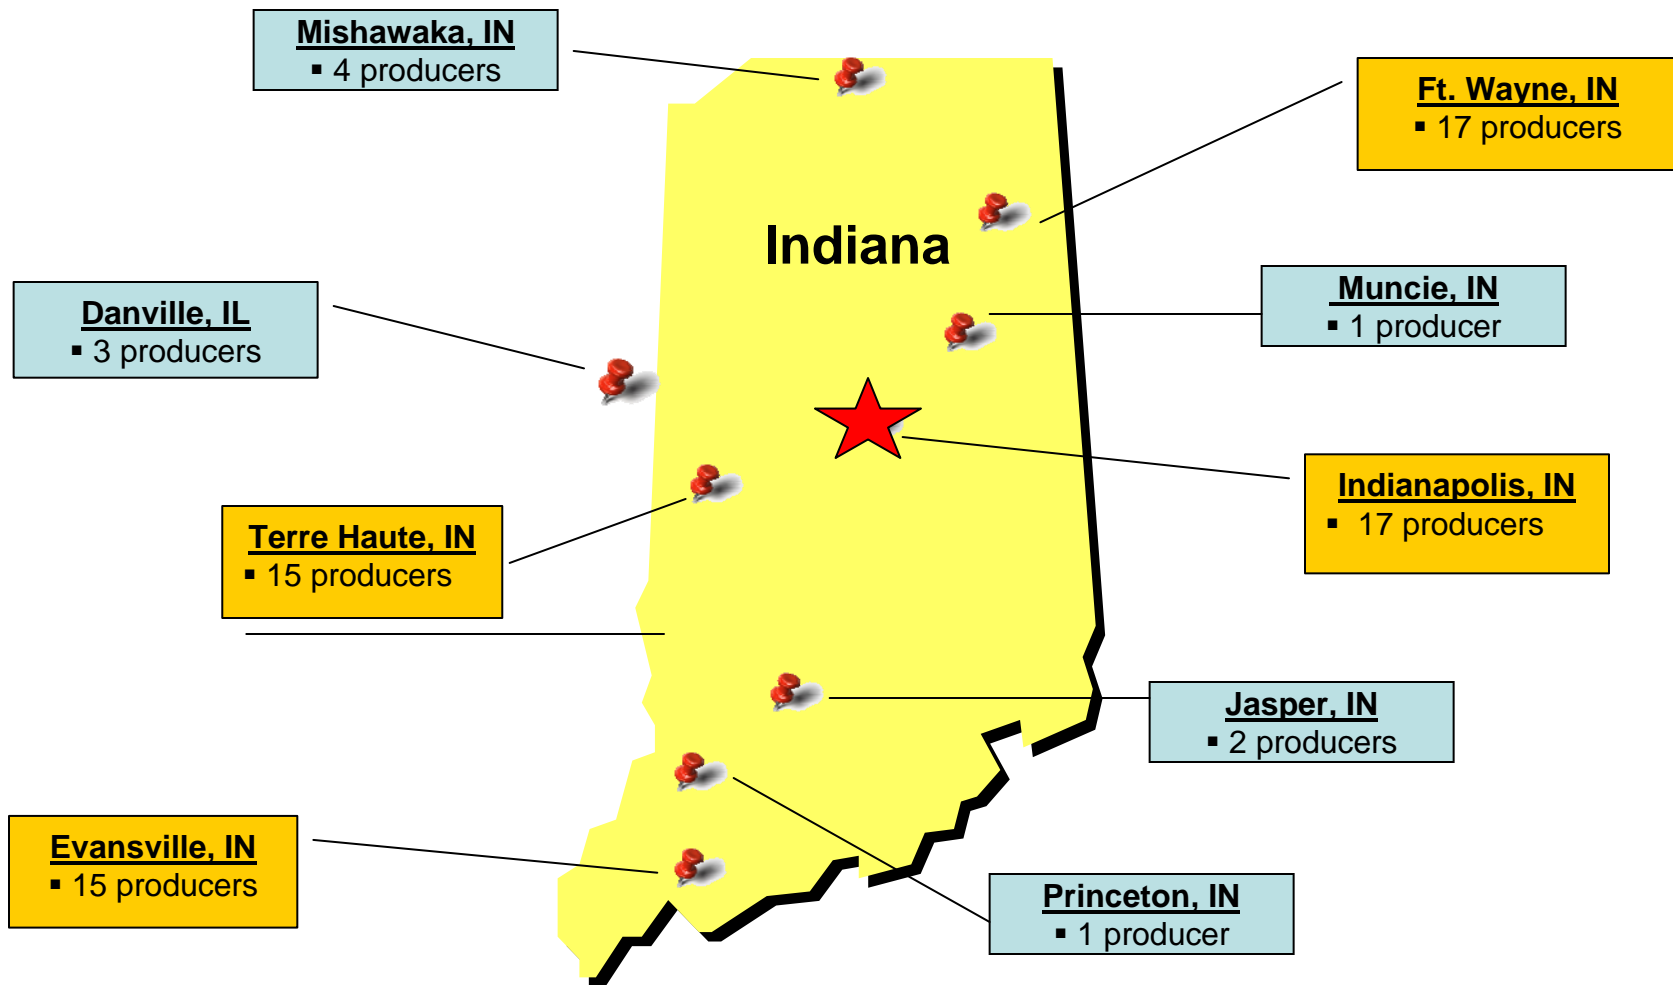 Mishawaka, IN
▪ 4 producers
Ft. Wayne, IN
▪ 17 producers
Indiana
Danville, IL
▪ 3 producers
Muncie, IN
▪ 1 producer
Indianapolis, IN
▪ 17 producers
Terre Haute, IN
▪ 15 producers
Jasper, IN
▪ 2 producers
Evansville, IN
▪ 15 producers
Princeton, IN
▪ 1 producer